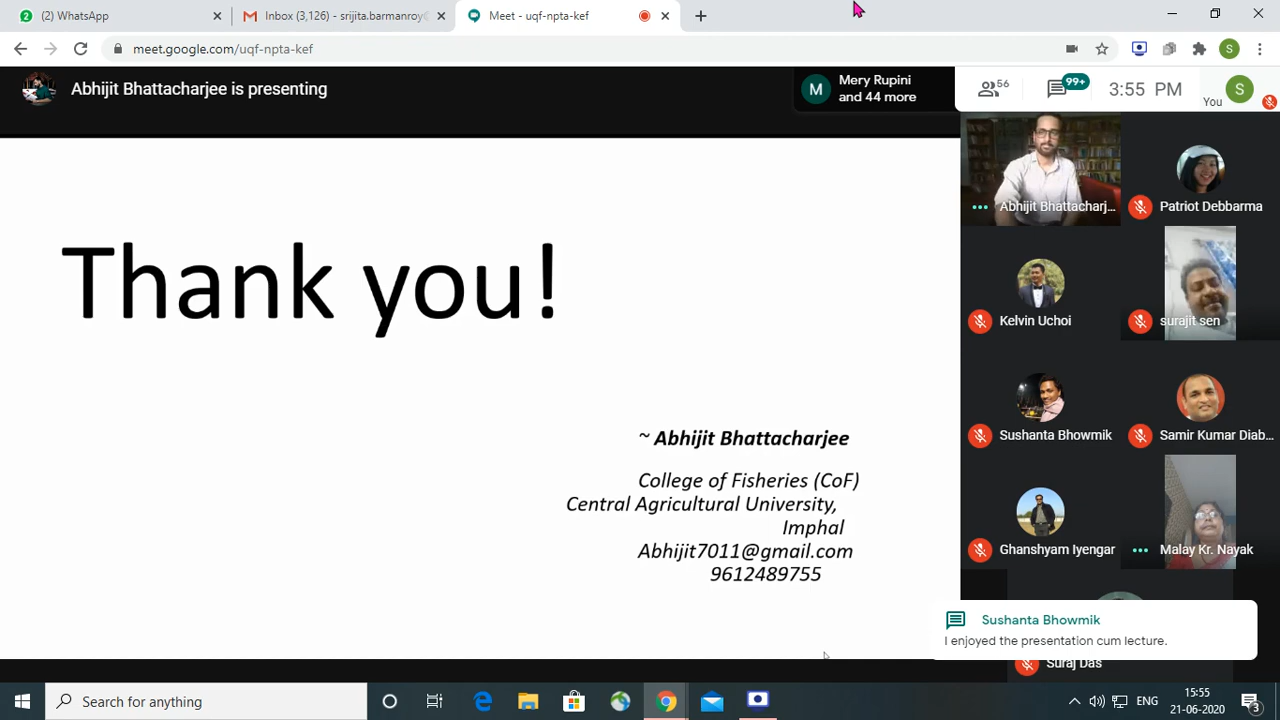 (2) WhatsApp
Inbox (3,126) - srijita.barmanroy
Meet - uqf-npta-kef
meet.google.com/uqf-npta-kef
S
Abhijit Bhattacharjee is presenting
M
Mery Rupini
and 44 more
56
99+
3:55 PM
You
S
Thank you!
~ Abhijit Bhattacharjee
College of Fisheries (CoF)
Central Agricultural University,
Imphal
Abhijit7011@gmail.com
9612489755
Abhijit Bhattacharj...
Patriot Debbarma
Kelvin Uchoi
surajit sen
Sushanta Bhowmik
Samir Kumar Diab...
Ghanshyam Iyengar
Malay Kr. Nayak
Sushanta Bhowmik
I enjoyed the presentation cum lecture.
Suraj Das
Search for anything
ENG
15:55
21-06-2020
3